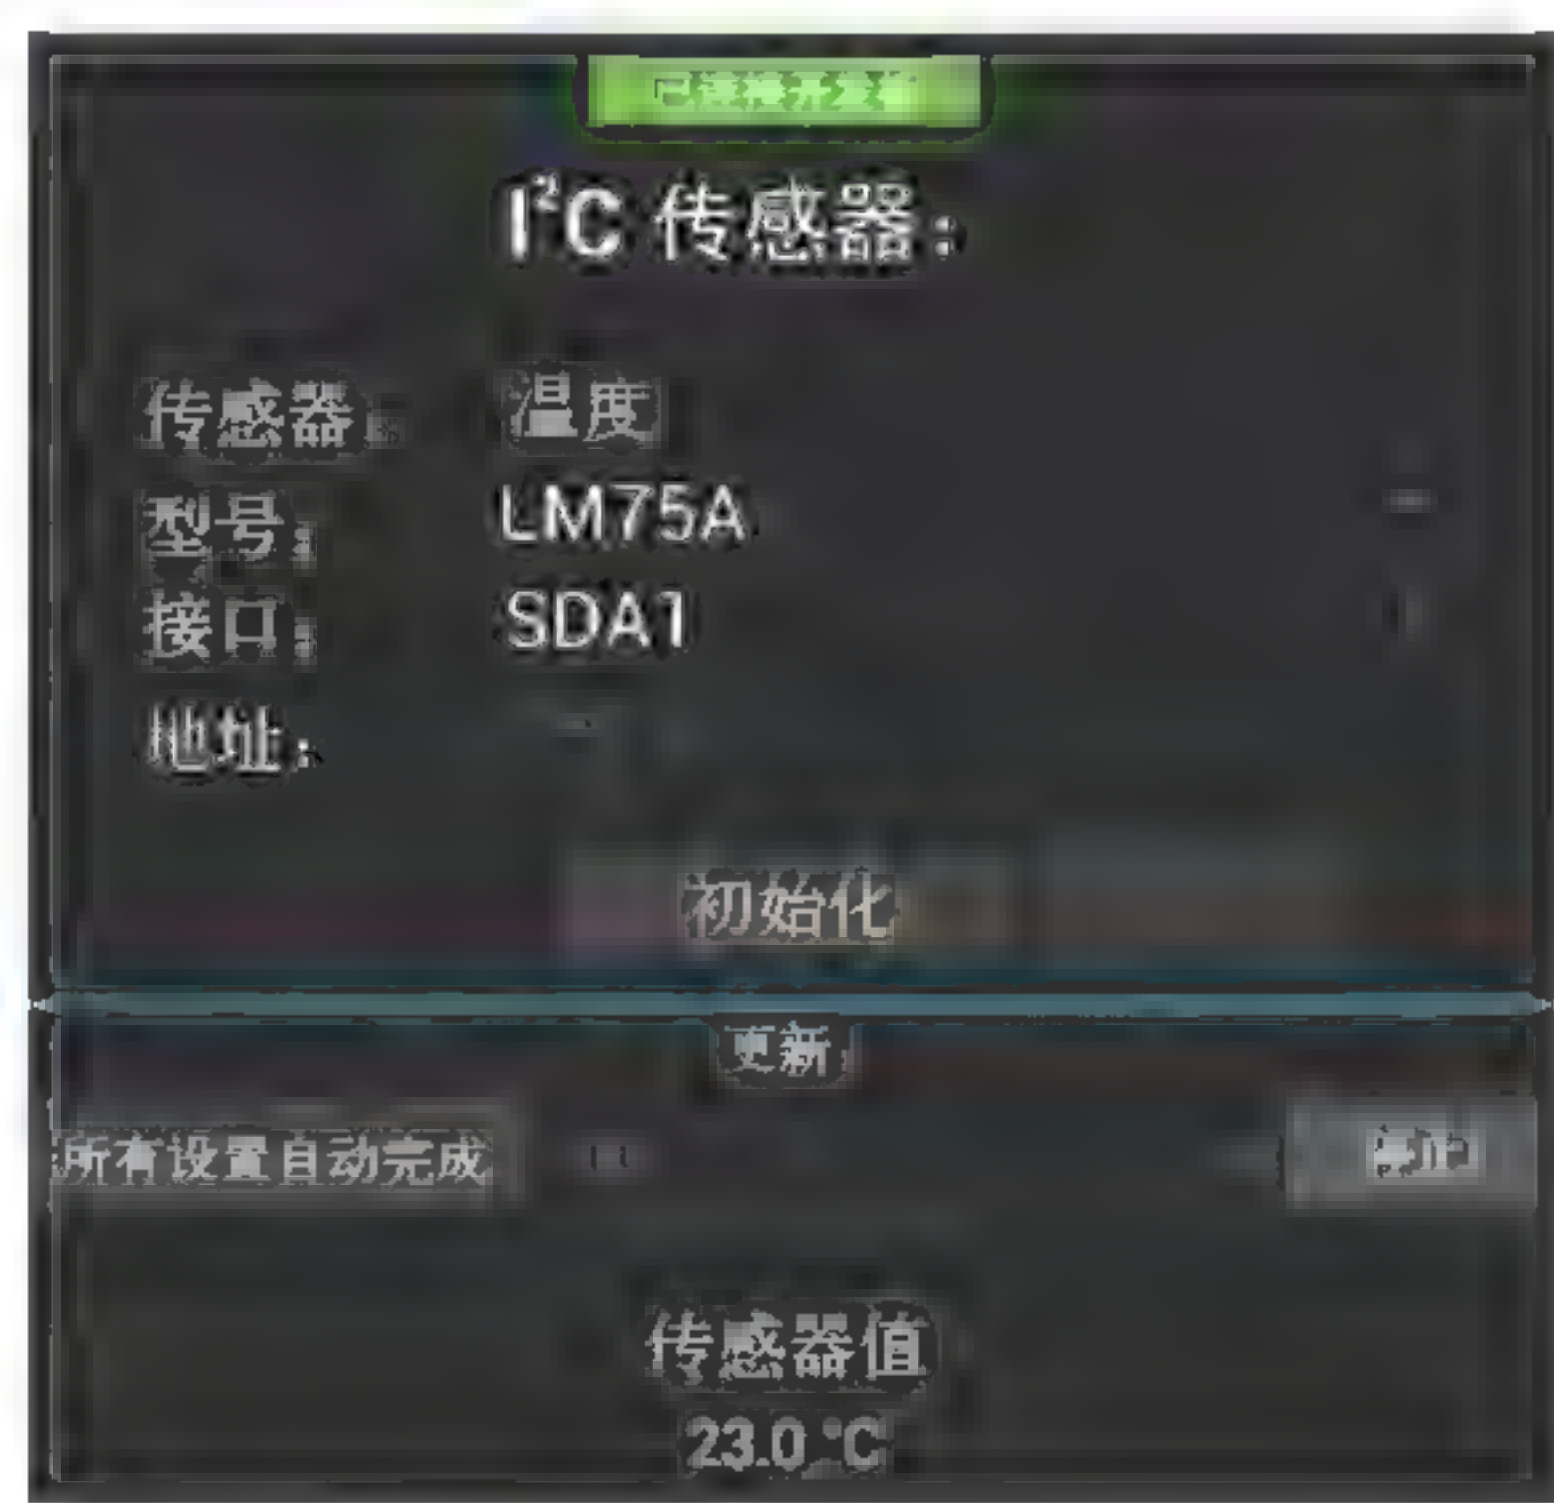 I²C 传感器：
传感器： 温度
型号： LM75A
接口： SDA1
地址：
初始化
更新
所有设置自动完成
传感器值
23.0 °C